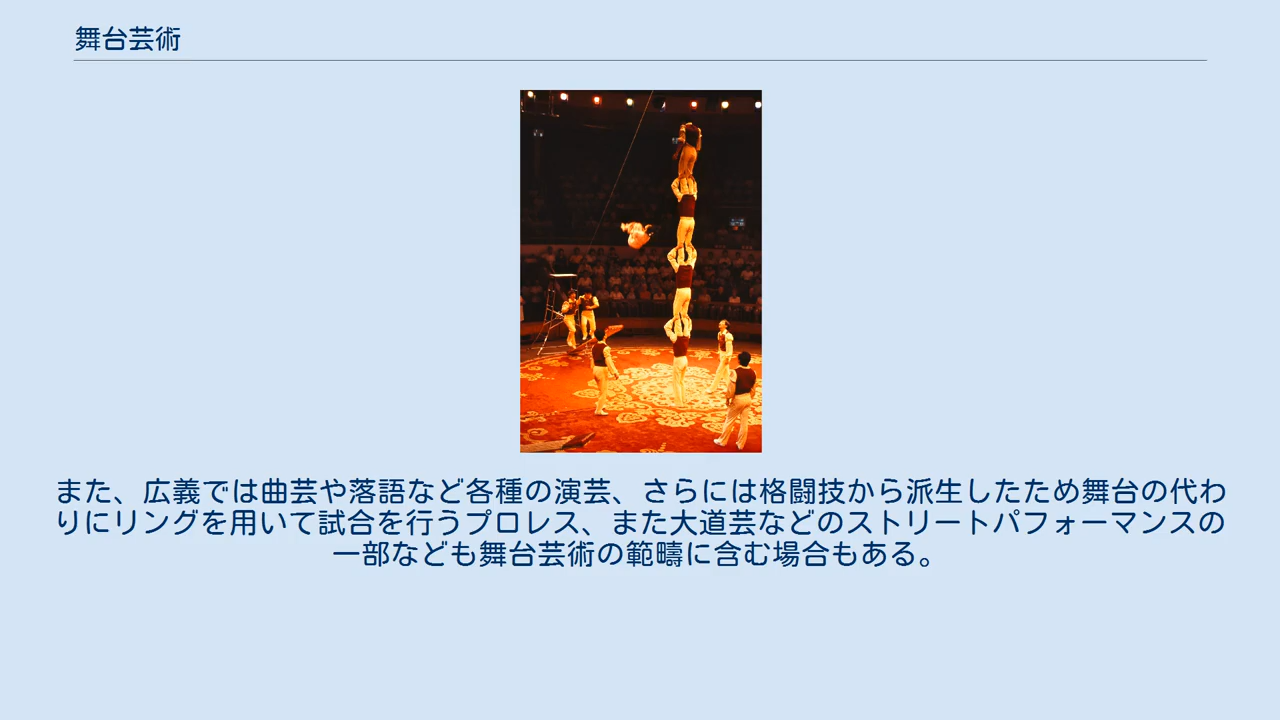 舞台芸術
また、広義では曲芸や落語など各種の演芸、さらには格闘技から派生したため舞台の代わ
りにリングを用いて試合を行うプロレス、また大道芸などのストリートパフォーマンスの
一部なども舞台芸術の範疇に含む場合もある。